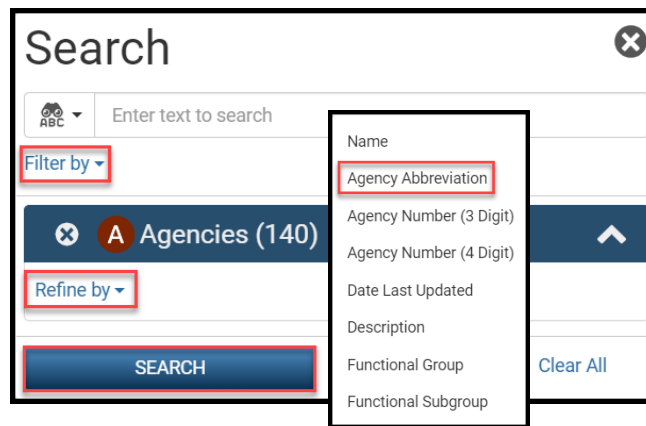 Search
ABC
Enter text to search
Filter by
A Agencies (140)
Refine by
SEARCH
Clear All
Name
Agency Abbreviation
Agency Number (3 Digit)
Agency Number (4 Digit)
Date Last Updated
Description
Functional Group
Functional Subgroup